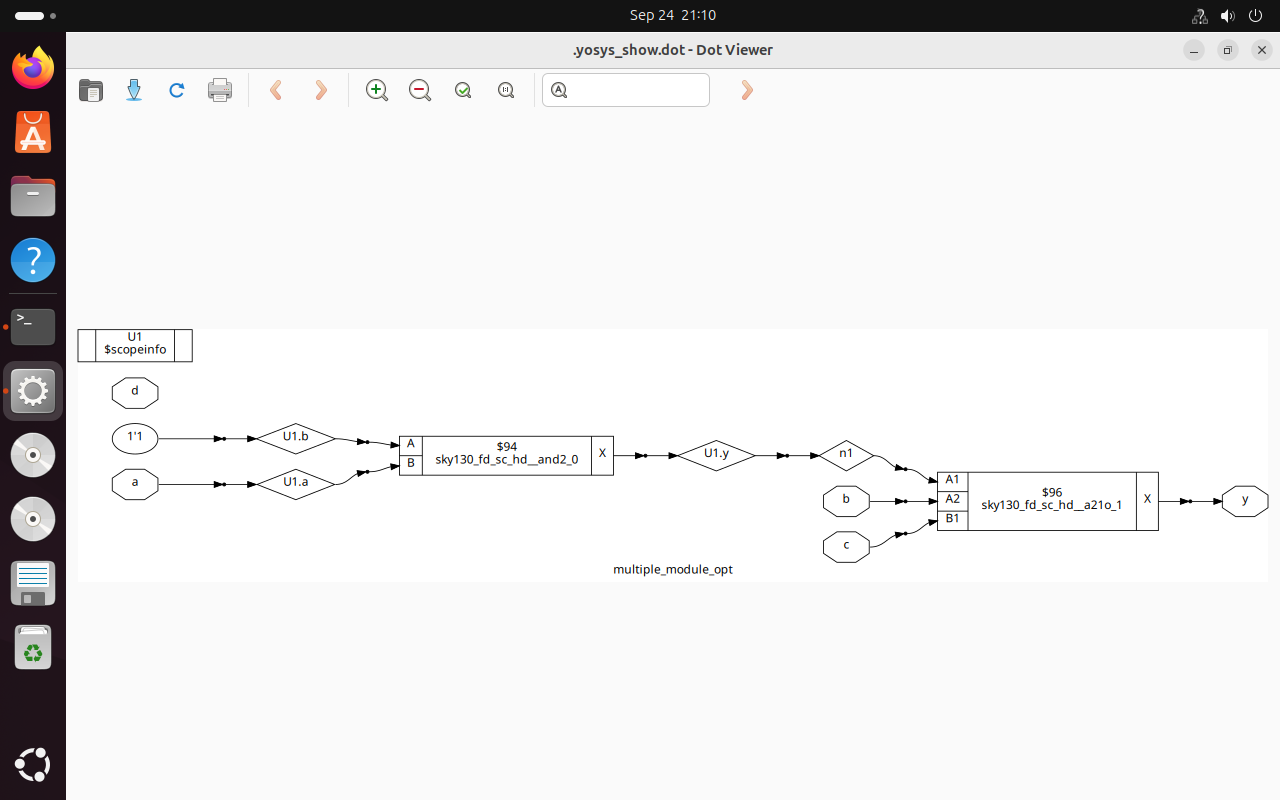 Sep 24 21:10
.yosys_show.dot - Dot Viewer
U1
$scopeinfo
d
1'1
U1.b
a
U1.a
A
B
$94
sky130_fd_sc_hd__and2_0
X
U1.y
n1
b
c
A1
A2
B1
$96
sky130_fd_sc_hd__a21o_1
X
y
multiple_module_opt